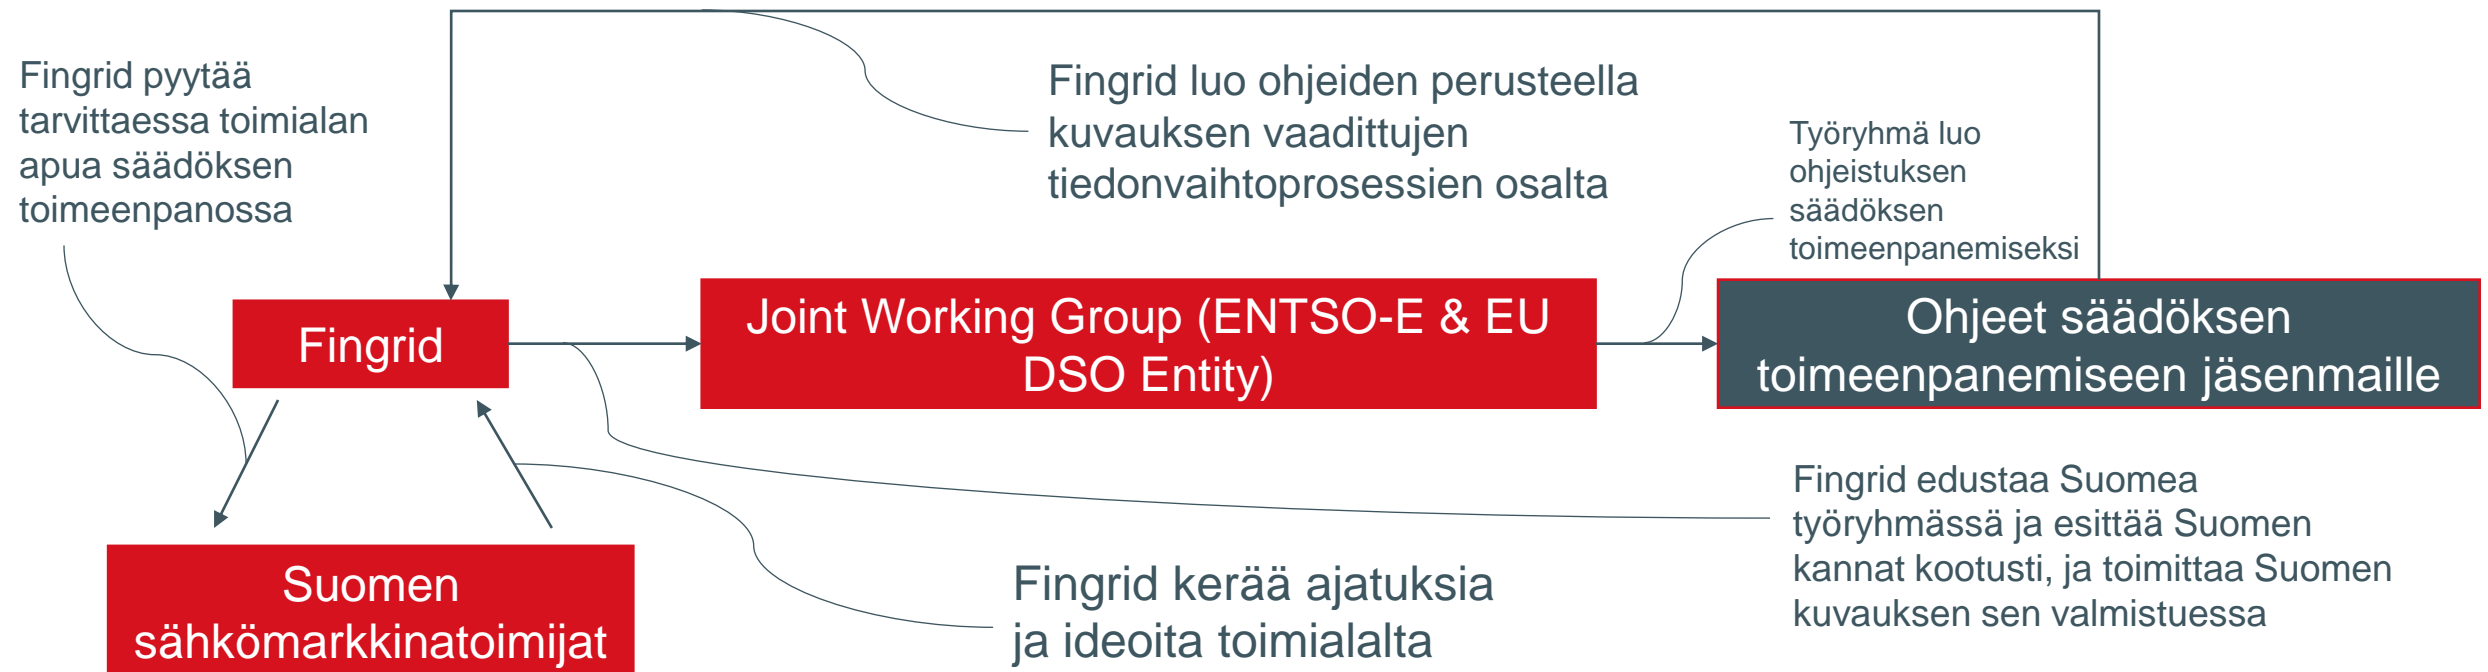 Fingrid pyytää
tarvittaessa toimialan
apua säädöksen
toimeenpanossa
Fingrid luo ohjeiden perusteella
kuvauksen vaadittujen
tiedonvaihtoprosessien osalta
Työryhmä luo
ohjeistuksen
säädöksen
toimeenpanemiseksi
Fingrid
Joint Working Group (ENTSO-E & EU
DSO Entity)
Ohjeet säädöksen
toimeenpanemiseen jäsenmaille
Suomen
sähkömarkkinatoimijat
Fingrid kerää ajatuksia
ja ideoita toimialalta
Fingrid edustaa Suomea
työryhmässä ja esittää Suomen
kannat kootusti, ja toimittaa Suomen
kuvauksen sen valmistuessa